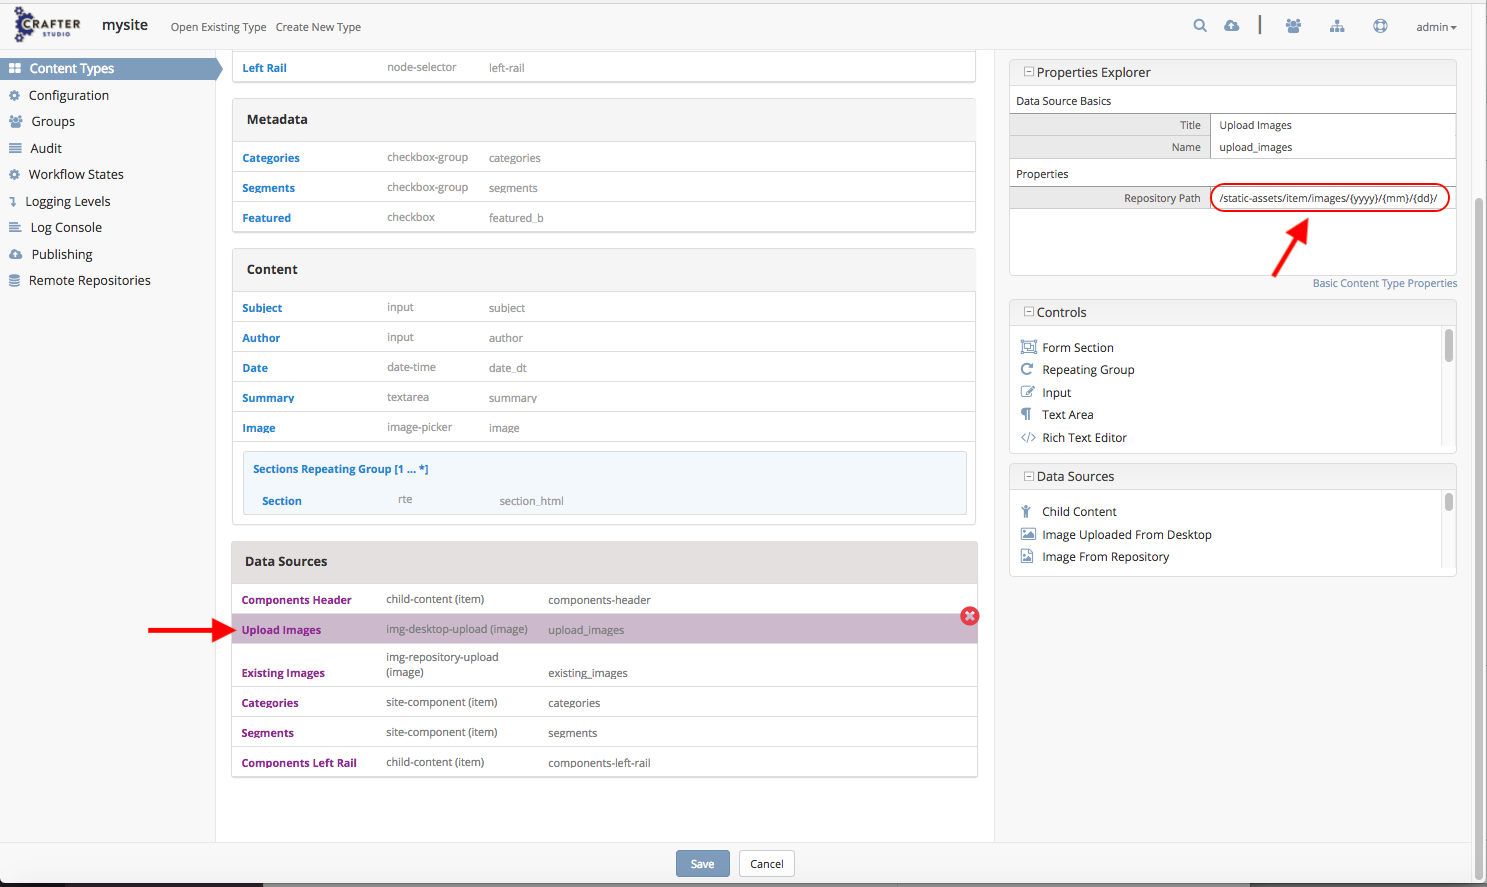 CRAFTER
STUDIO
mysite
Open Existing Type
Create New Type
admin
Content Types
Configuration
Groups
Audit
Workflow States
Logging Levels
Log Console
Publishing
Remote Repositories
Left Rail node-selector left-rail
Metadata
Categories checkbox-group categories
Segments checkbox-group segments
Featured checkbox featured_b
Content
Subject input subject
Author input author
Date date-time date_dt
Summary textarea summary
Image image-picker image
Sections Repeating Group [1 ... *]
Section rte section_html
Data Sources
Components Header child-content (item) components-header
Upload Images img-desktop-upload (image) upload_images
Existing Images img-repository-upload (image) existing_images
Categories site-component (item) categories
Segments site-component (item) segments
Components Left Rail child-content (item) components-left-rail
Properties Explorer
Data Source Basics
Title Upload Images
Name upload_images
Properties
Repository Path /static-assets/item/images/{yyyy}/{mm}/{dd}/
Basic Content Type Properties
Controls
Form Section
Repeating Group
Input
Text Area
Rich Text Editor
Data Sources
Child Content
Image Uploaded From Desktop
Image From Repository
Save
Cancel